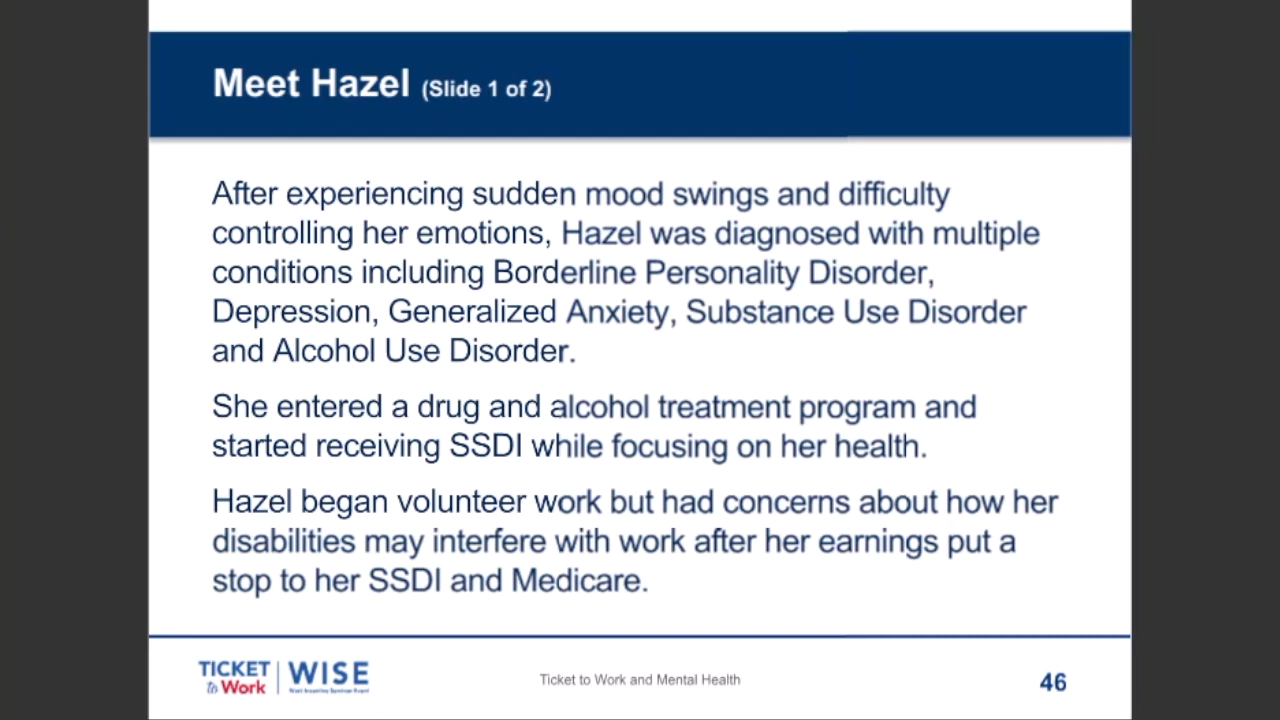 Meet Hazel (Slide 1 of 2)
After experiencing sudden mood swings and difficulty
controlling her emotions, Hazel was diagnosed with multiple
conditions including Borderline Personality Disorder,
Depression, Generalized Anxiety, Substance Use Disorder
and Alcohol Use Disorder.
She entered a drug and alcohol treatment program and
started receiving SSDI while focusing on her health.
Hazel began volunteer work but had concerns about how her
disabilities may interfere with work after her earnings put a
stop to her SSDI and Medicare.
TICKET to Work
WISE
Work Incentives Seminar Event
Ticket to Work and Mental Health
46